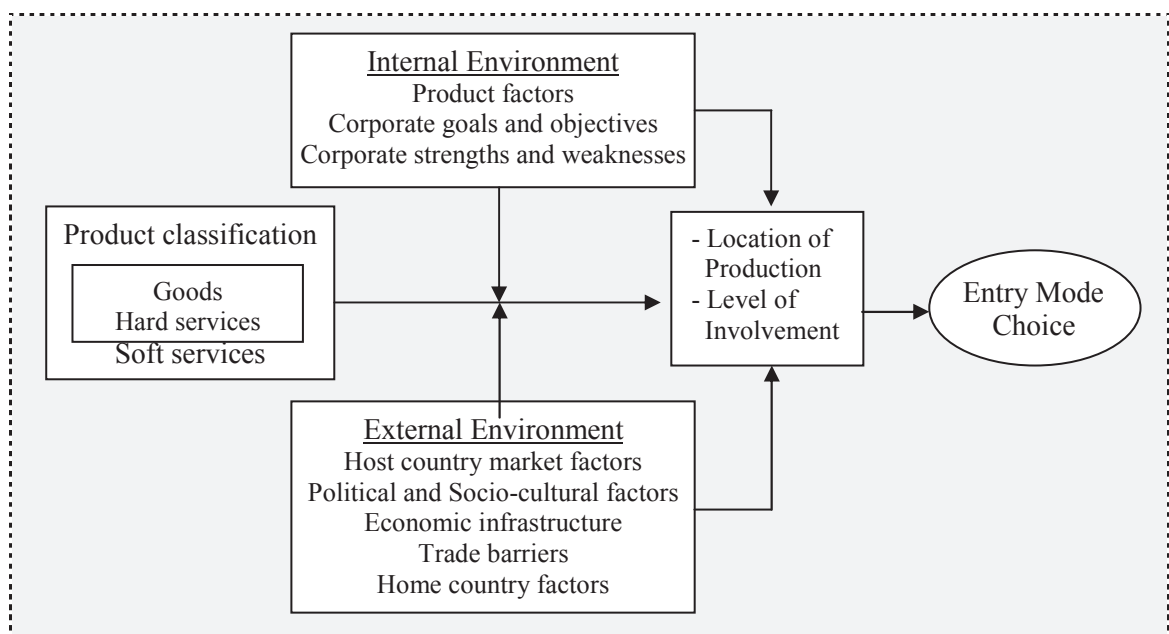 Internal Environment
Product factors
Corporate goals and objectives
Corporate strengths and weaknesses
Product classification
Goods
Hard services
Soft services
- Location of
Production
- Level of
Involvement
Entry Mode
Choice
External Environment
Host country market factors
Political and Socio-cultural factors
Economic infrastructure
Trade barriers
Home country factors